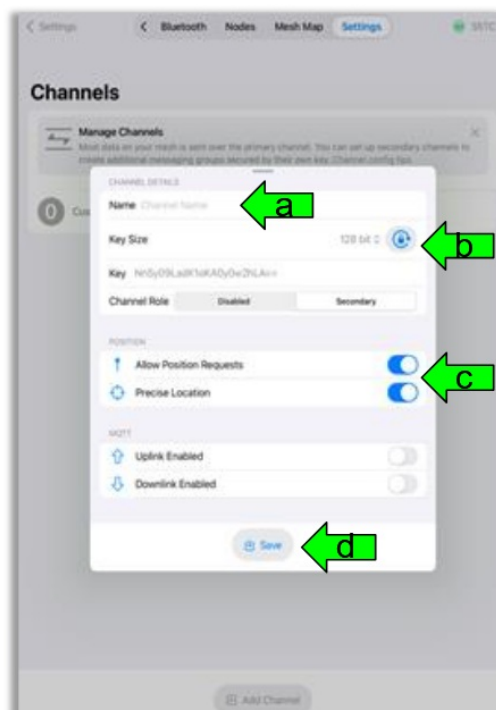 < Settings
< Bluetooth Nodes Mesh Map Settings
Channels
Manage Channels
Most data on your mesh is sent over the primary channel. You can set up secondary channels to
create additional messaging groups secured by their own key. Channel config tips
0
CHANNEL DETAILS
Name Channel Name
a
Key Size 128 bit
b
Key
Channel Role Disabled Secondary
POSITION
Allow Position Requests
c
Precise Location
MQTT
Uplink Enabled
Downlink Enabled
Save
d
Add Channel